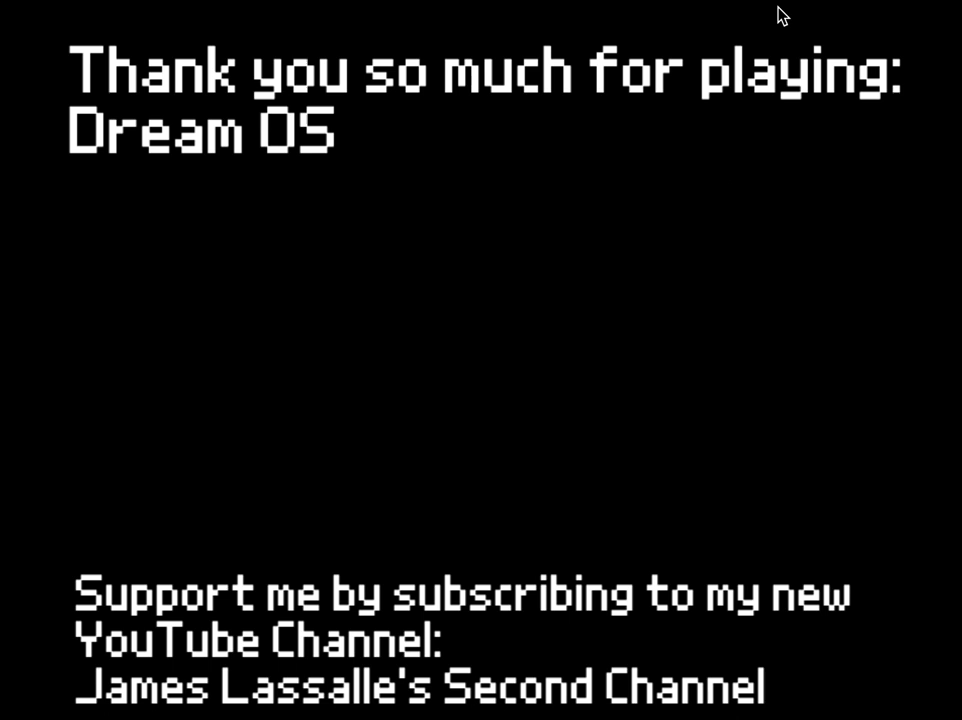 Thank you so much for playing:
Dream OS
Support me by subscribing to my new
YouTube Channel:
James Lassalle's Second Channel